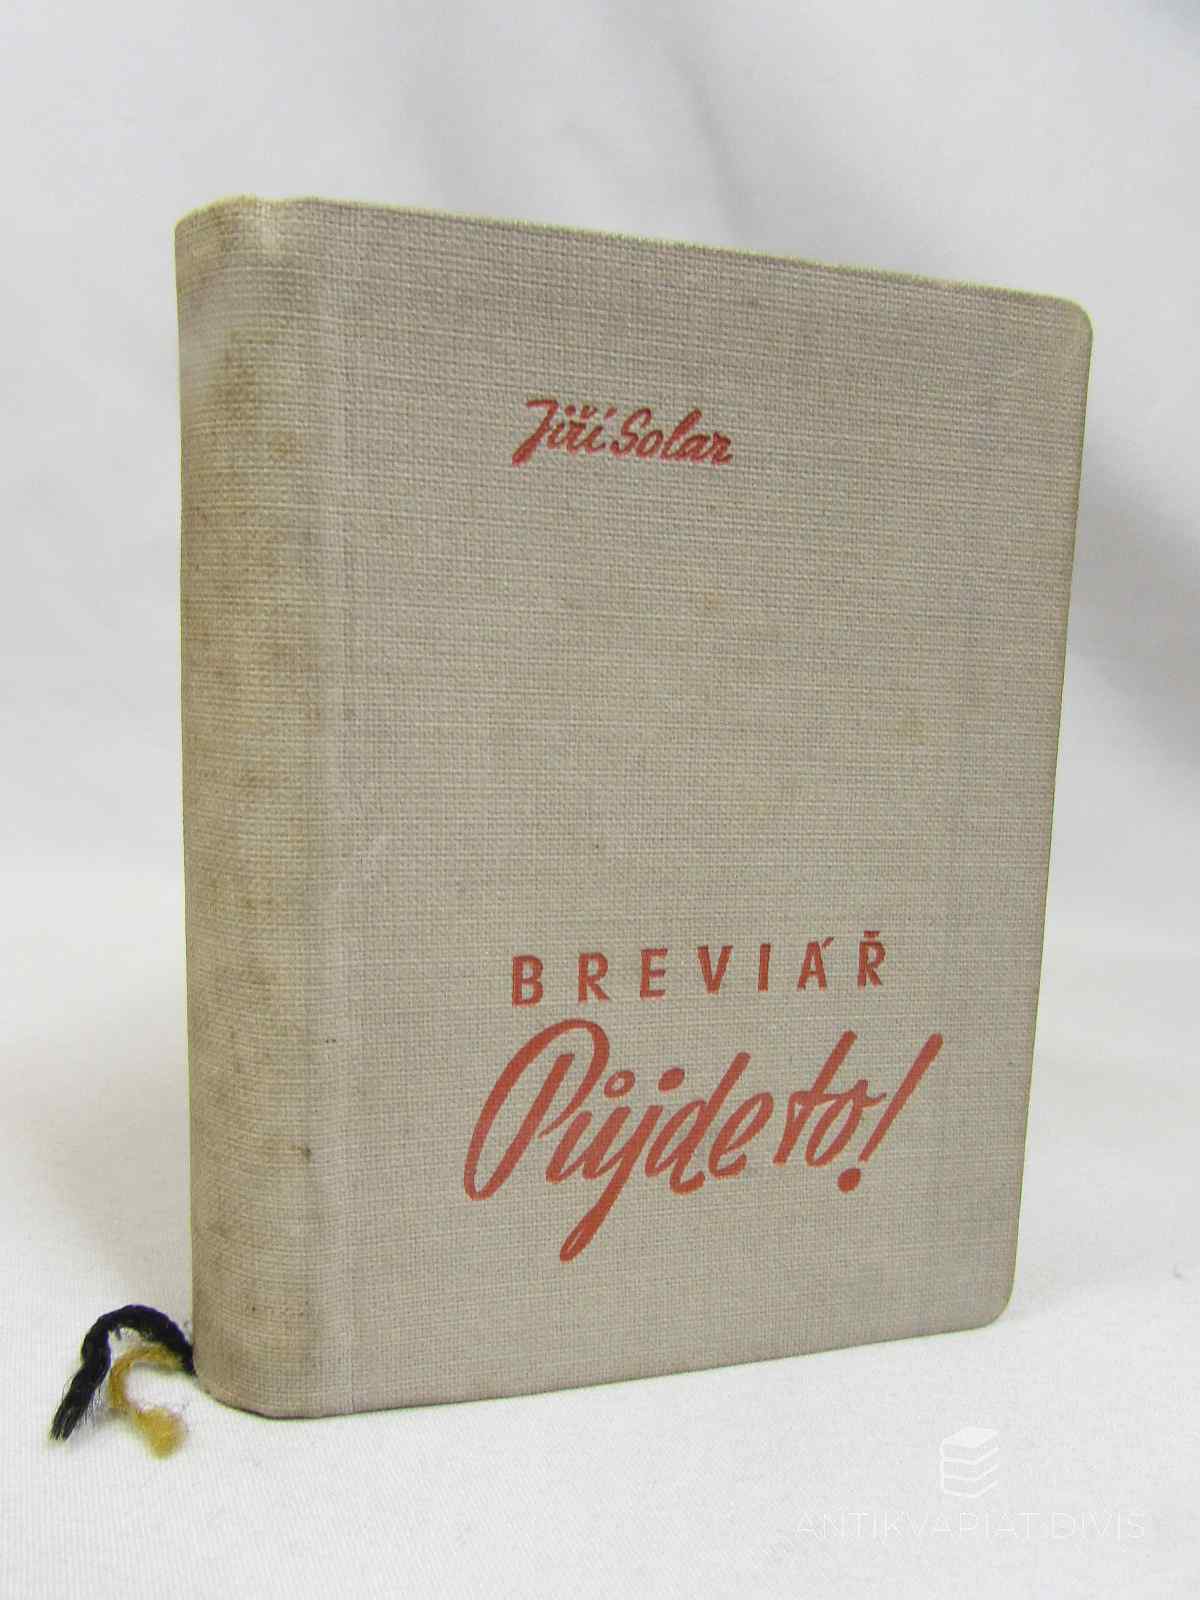 Jiří Solar
BREVIÁŘ
Půjde to!
ANTIKVARIÁT DIVIŠ